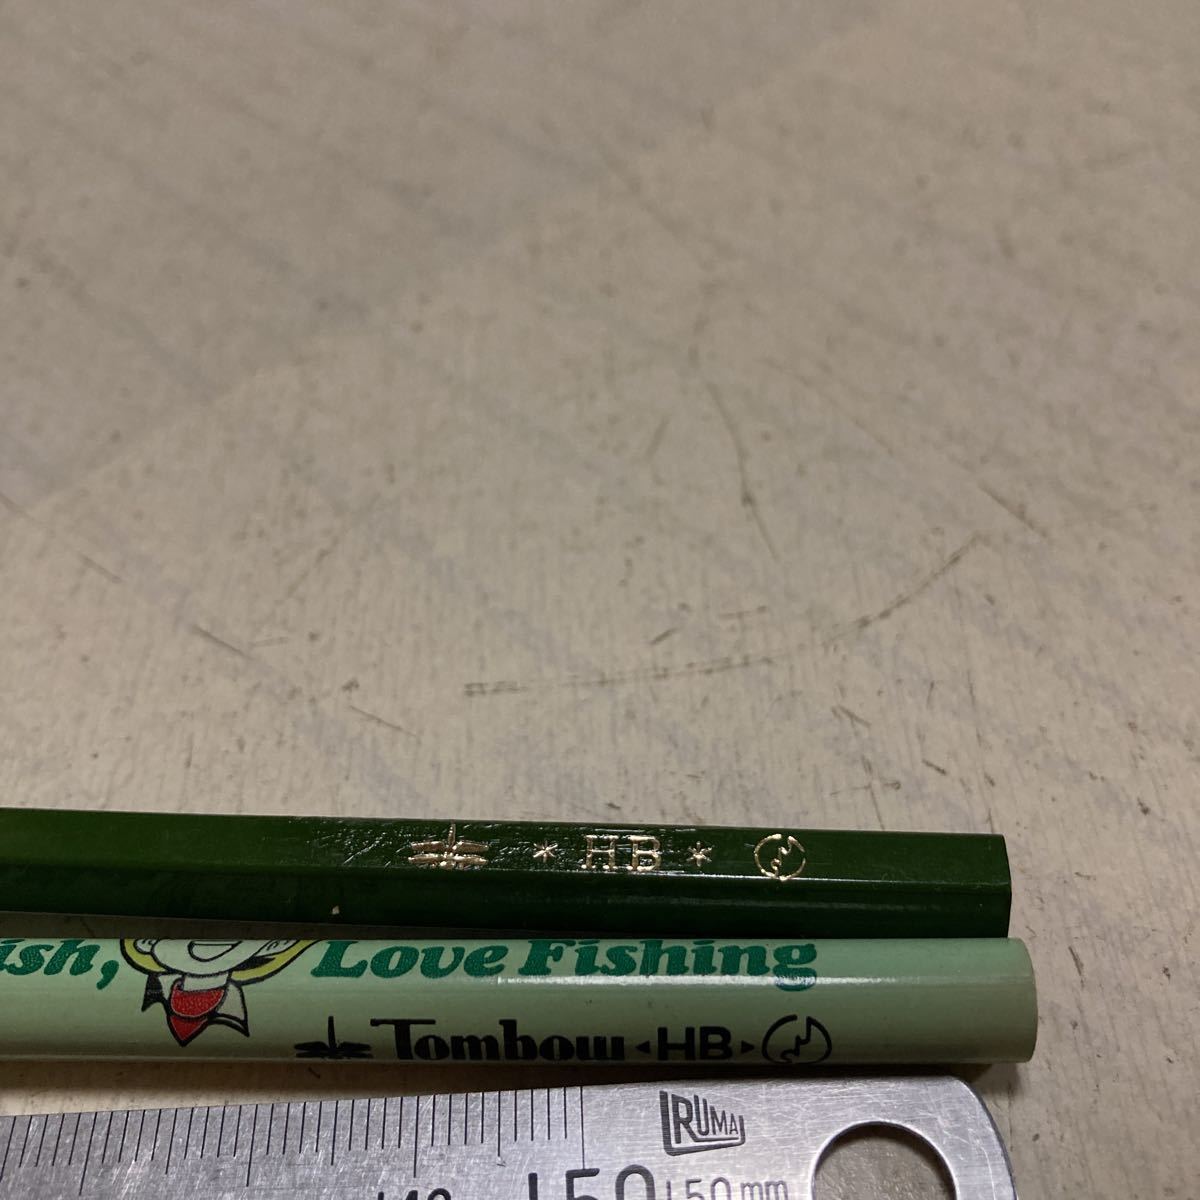 * HB *
ish, Love Fishing
Tombow ◂HB▸
RUMA
150 150mm